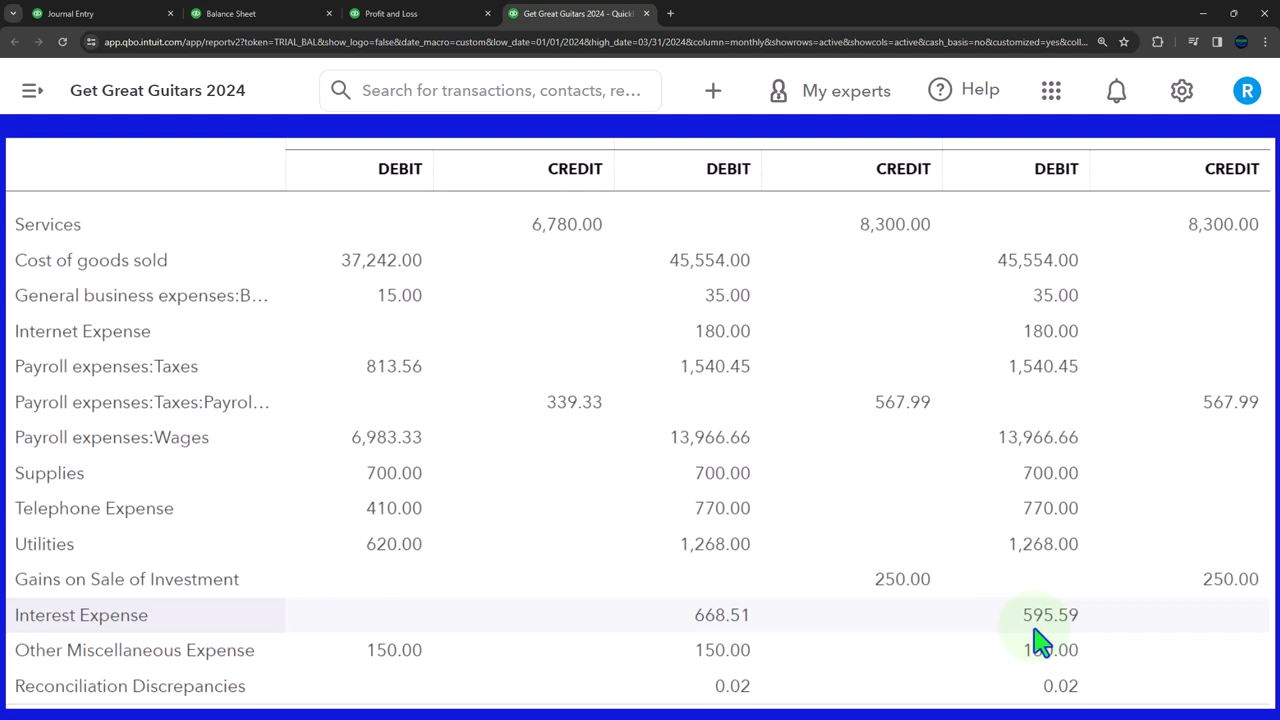 Journal Entry
Balance Sheet
Profit and Loss
Get Great Guitars 2024 - Quickl
app.qbo.intuit.com/app/reportv2?token=TRIAL_BAL&show_logo=false&date_macro=custom&low_date=01/01/2024&high_date=03/31/2024&column=monthly&showrows=active&showcols=active&cash_basis=no&customized=yes&coll...
Get Great Guitars 2024
Search for transactions, contacts, re...
My experts
Help
R
DEBIT CREDIT DEBIT CREDIT DEBIT CREDIT
Services 6,780.00 8,300.00 8,300.00
Cost of goods sold 37,242.00 45,554.00 45,554.00
General business expenses:B... 15.00 35.00 35.00
Internet Expense 180.00 180.00
Payroll expenses:Taxes 813.56 1,540.45 1,540.45
Payroll expenses:Taxes:Payrol... 339.33 567.99 567.99
Payroll expenses:Wages 6,983.33 13,966.66 13,966.66
Supplies 700.00 700.00 700.00
Telephone Expense 410.00 770.00 770.00
Utilities 620.00 1,268.00 1,268.00
Gains on Sale of Investment 250.00 250.00
Interest Expense 668.51 595.59
Other Miscellaneous Expense 150.00 150.00
Reconciliation Discrepancies 0.02 0.02